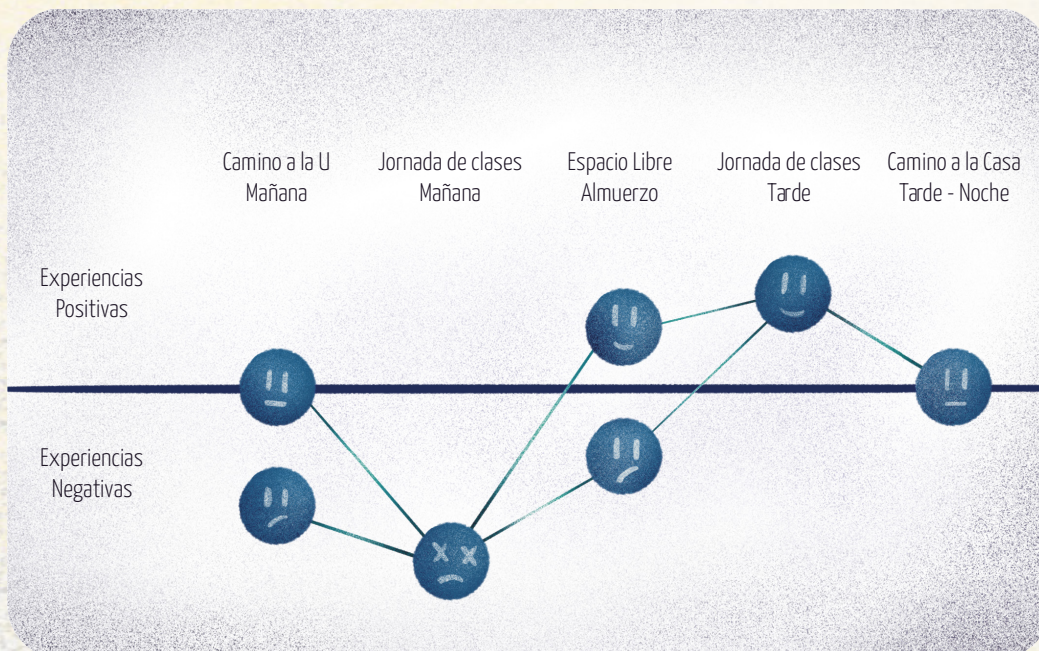 Camino a la U
Mañana
Jornada de clases
Mañana
Espacio Libre
Almuerzo
Jornada de clases
Tarde
Camino a la Casa
Tarde - Noche
Experiencias
Positivas
Experiencias
Negativas